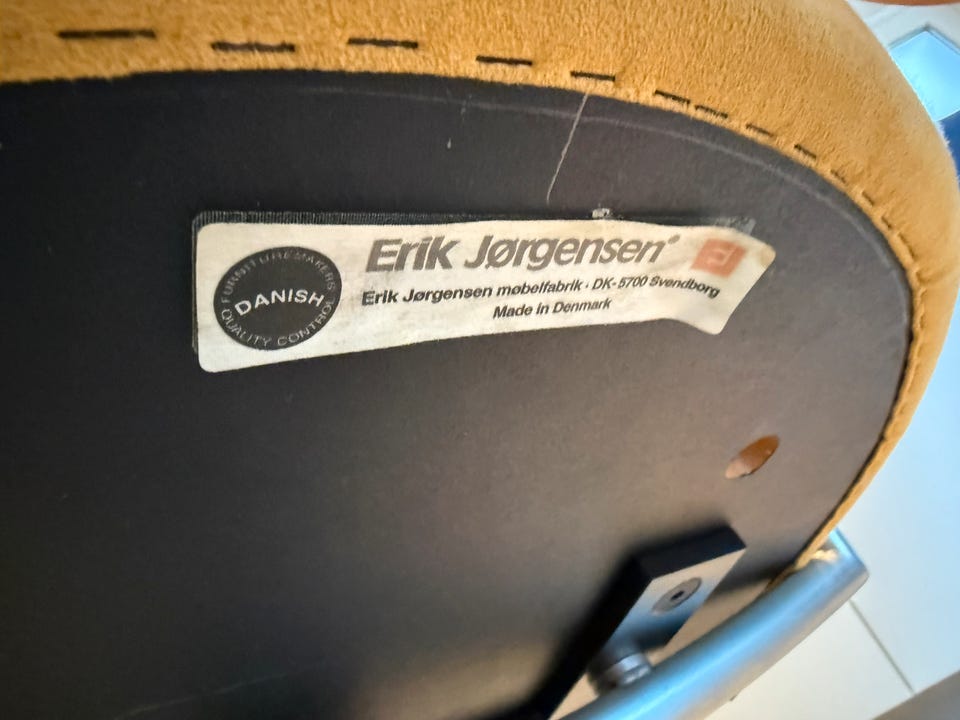 FURNITUREMAKERS
DANISH
QUALITY CONTROL
Erik Jørgensen®
EJ
Erik Jørgensen møbelfabrik · DK-5700 Svendborg
Made in Denmark